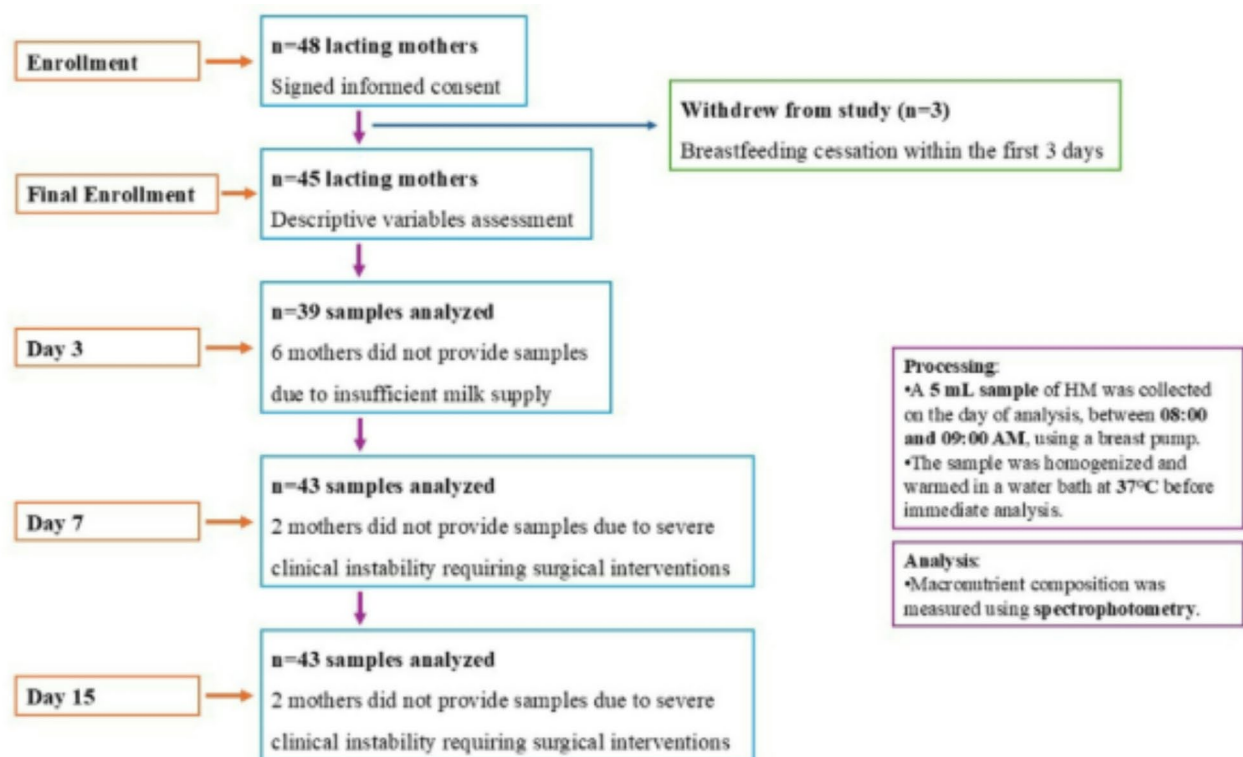 Enrollment
n=48 lacting mothers
Signed informed consent
Withdrew from study (n=3)
Breastfeeding cessation within the first 3 days
Final Enrollment
n=45 lacting mothers
Descriptive variables assessment
Day 3
n=39 samples analyzed
6 mothers did not provide samples
due to insufficient milk supply
Day 7
n=43 samples analyzed
2 mothers did not provide samples due to severe
clinical instability requiring surgical interventions
Day 15
n=43 samples analyzed
2 mothers did not provide samples due to severe
clinical instability requiring surgical interventions
Processing:
•A 5 mL sample of HM was collected
on the day of analysis, between 08:00
and 09:00 AM, using a breast pump.
•The sample was homogenized and
warmed in a water bath at 37°C before
immediate analysis.
Analysis:
•Macronutrient composition was
measured using spectrophotometry.